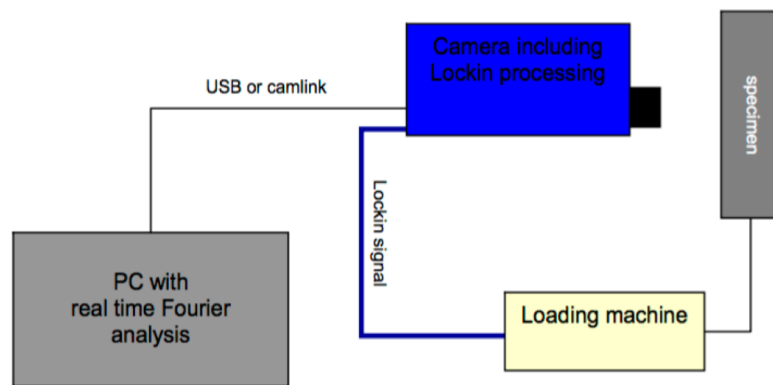 Camera including
Lockin processing
specimen
USB or camlink
Lockin signal
PC with
real time Fourier
analysis
Loading machine